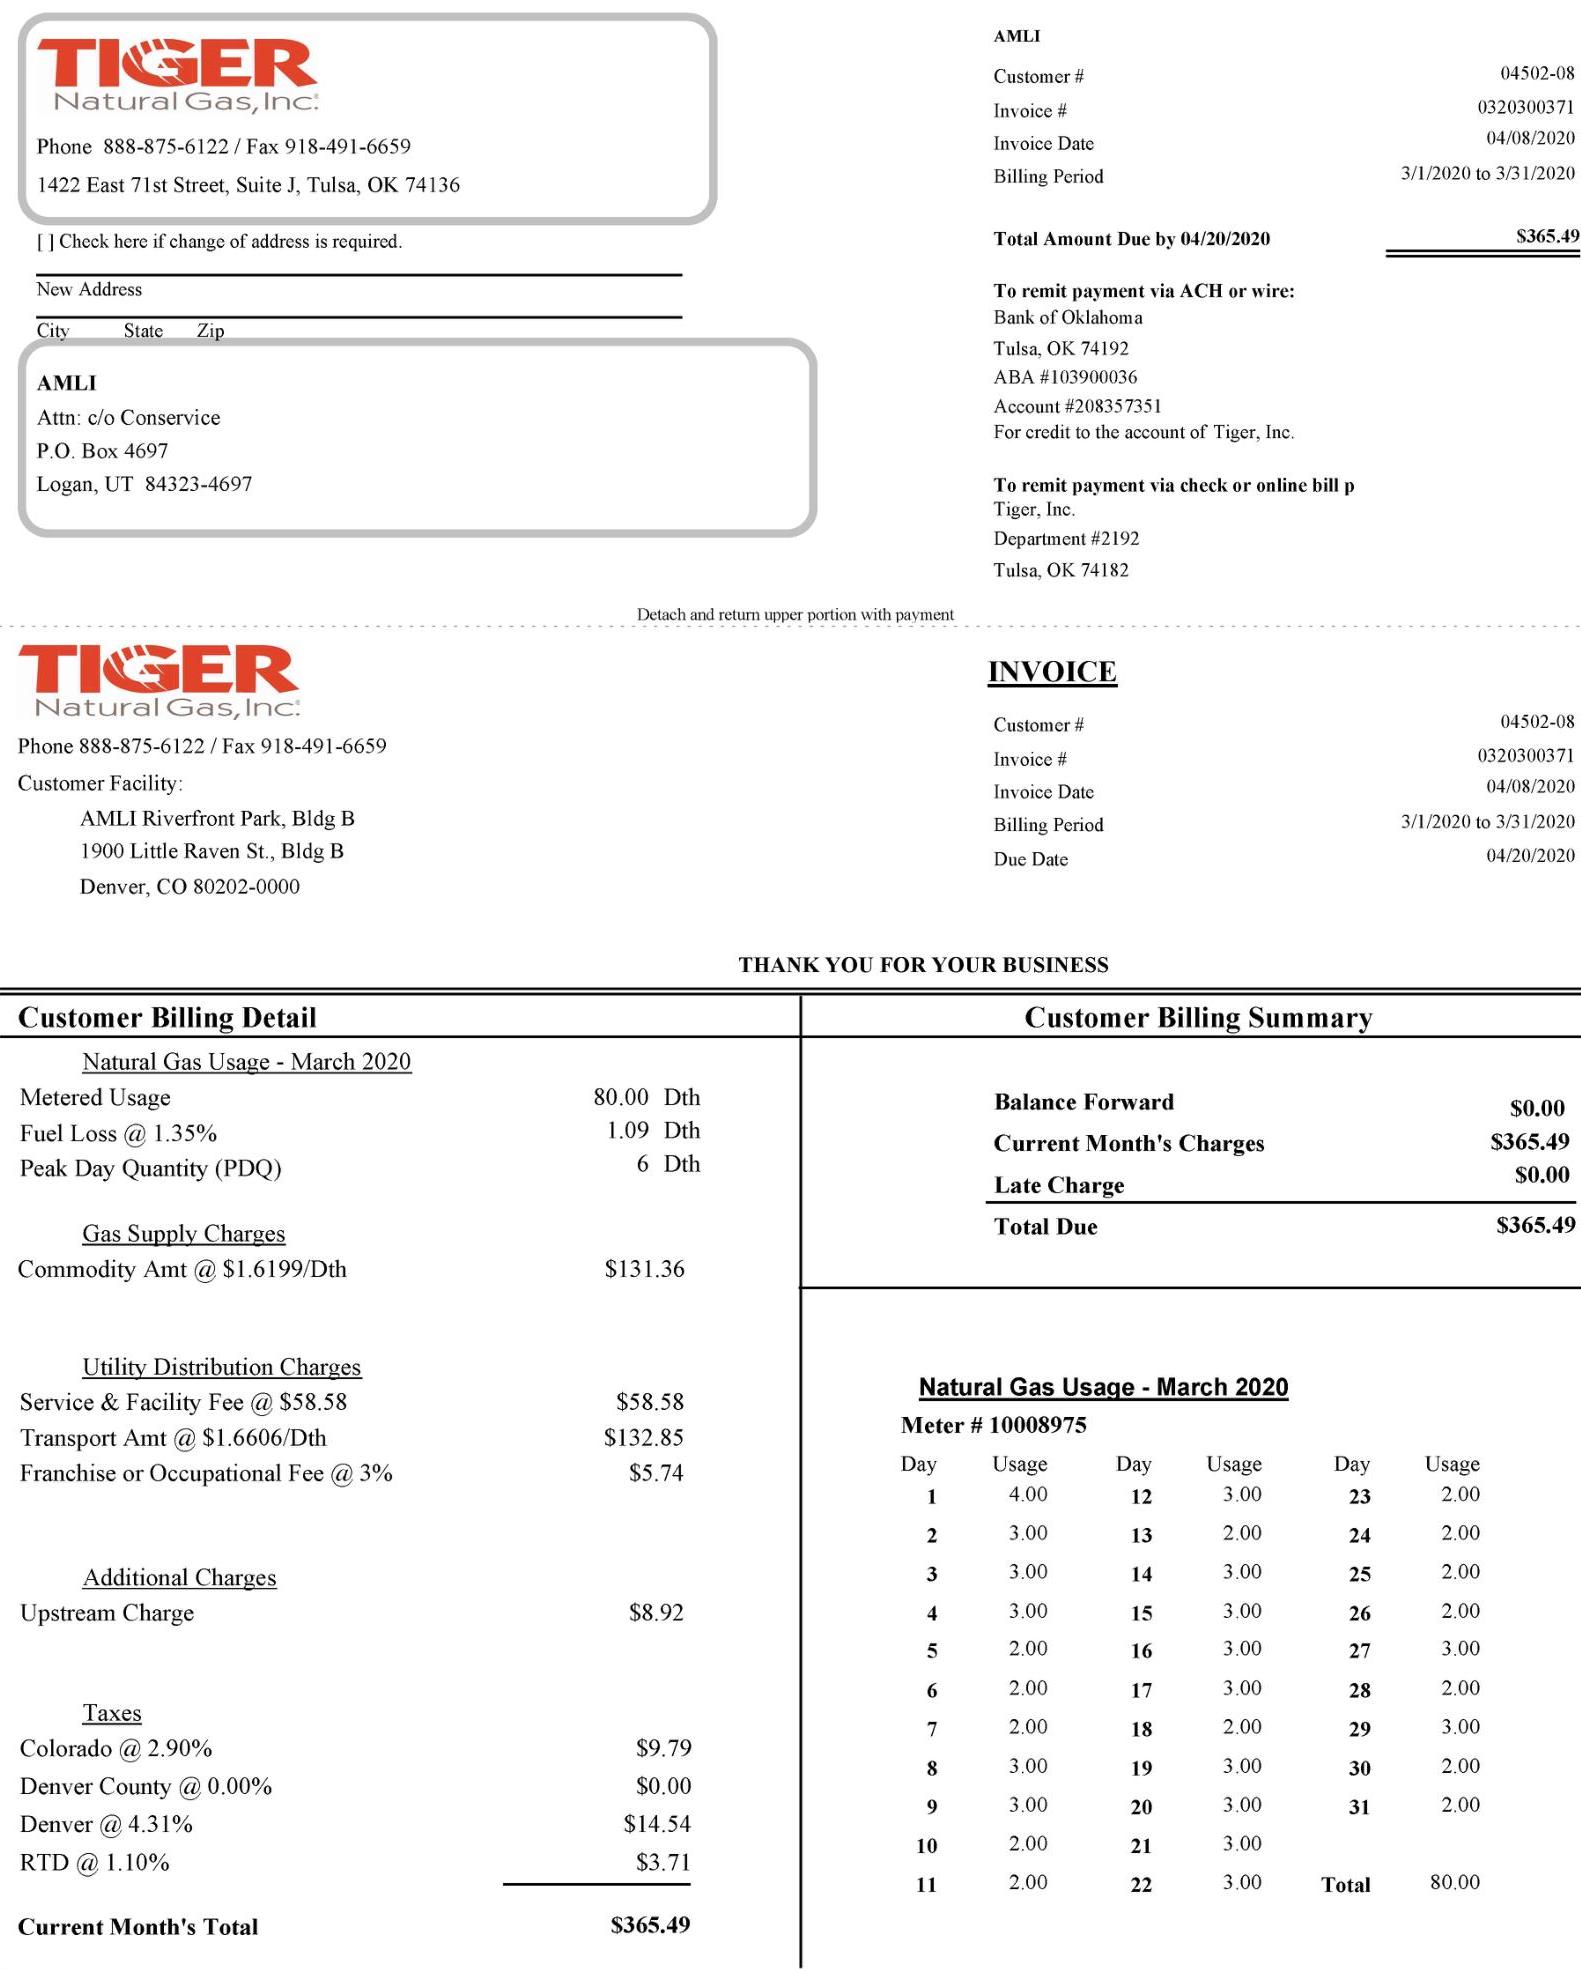 TIGER
Natural Gas, Inc.
Phone 888-875-6122 / Fax 918-491-6659
1422 East 71st Street, Suite J, Tulsa, OK 74136
[ ] Check here if change of address is required.
New Address
City State Zip
AMLI
Attn: c/o Conservice
P.O. Box 4697
Logan, UT 84323-4697
AMLI
Customer # 04502-08
Invoice # 0320300371
Invoice Date 04/08/2020
Billing Period 3/1/2020 to 3/31/2020
Total Amount Due by 04/20/2020 $365.49
To remit payment via ACH or wire:
Bank of Oklahoma
Tulsa, OK 74192
ABA #103900036
Account #208357351
For credit to the account of Tiger, Inc.
To remit payment via check or online bill p
Tiger, Inc.
Department #2192
Tulsa, OK 74182
Detach and return upper portion with payment
TIGER
Natural Gas, Inc.
Phone 888-875-6122 / Fax 918-491-6659
Customer Facility:
AMLI Riverfront Park, Bldg B
1900 Little Raven St., Bldg B
Denver, CO 80202-0000
INVOICE
Customer # 04502-08
Invoice # 0320300371
Invoice Date 04/08/2020
Billing Period 3/1/2020 to 3/31/2020
Due Date 04/20/2020
THANK YOU FOR YOUR BUSINESS
Customer Billing Detail
Natural Gas Usage - March 2020
Metered Usage 80.00 Dth
Fuel Loss @ 1.35% 1.09 Dth
Peak Day Quantity (PDQ) 6 Dth
Gas Supply Charges
Commodity Amt @ $1.6199/Dth $131.36
Utility Distribution Charges
Service & Facility Fee @ $58.58 $58.58
Transport Amt @ $1.6606/Dth $132.85
Franchise or Occupational Fee @ 3% $5.74
Additional Charges
Upstream Charge $8.92
Taxes
Colorado @ 2.90% $9.79
Denver County @ 0.00% $0.00
Denver @ 4.31% $14.54
RTD @ 1.10% $3.71
Current Month's Total $365.49
Customer Billing Summary
Balance Forward $0.00
Current Month's Charges $365.49
Late Charge $0.00
Total Due $365.49
Natural Gas Usage - March 2020
Meter # 10008975
Day Usage Day Usage Day Usage
1 4.00 12 3.00 23 2.00
2 3.00 13 2.00 24 2.00
3 3.00 14 3.00 25 2.00
4 3.00 15 3.00 26 2.00
5 2.00 16 3.00 27 3.00
6 2.00 17 3.00 28 2.00
7 2.00 18 2.00 29 3.00
8 3.00 19 3.00 30 2.00
9 3.00 20 3.00 31 2.00
10 2.00 21 3.00
11 2.00 22 3.00 Total 80.00